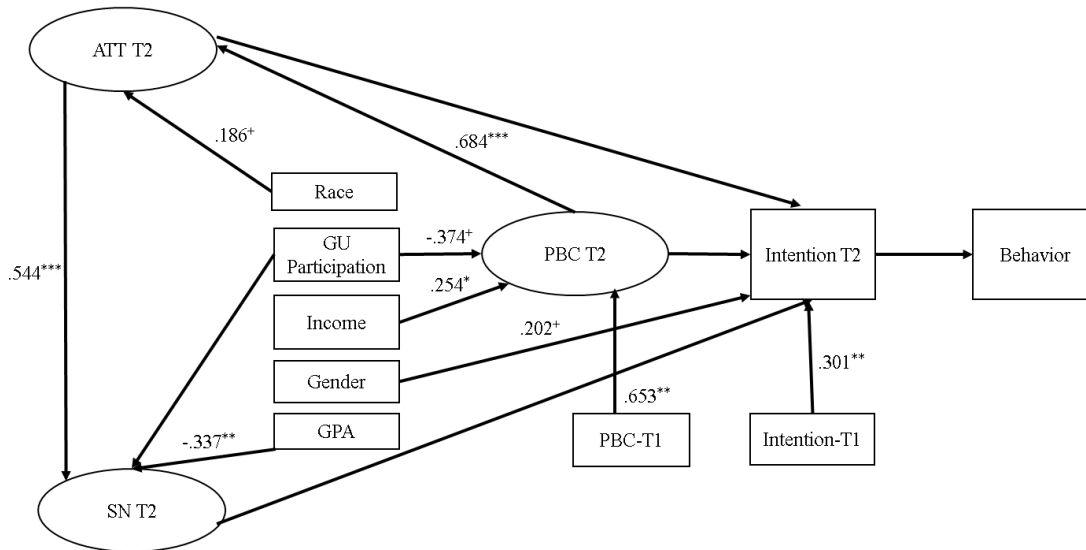 ATT T2
.186⁺
.684***
Race
GU
Participation
-.374⁺
PBC T2
Intention T2
Behavior
.544***
.254*
Income
.202⁺
Gender
.653**
.301**
GPA
-.337**
PBC-T1
Intention-T1
SN T2